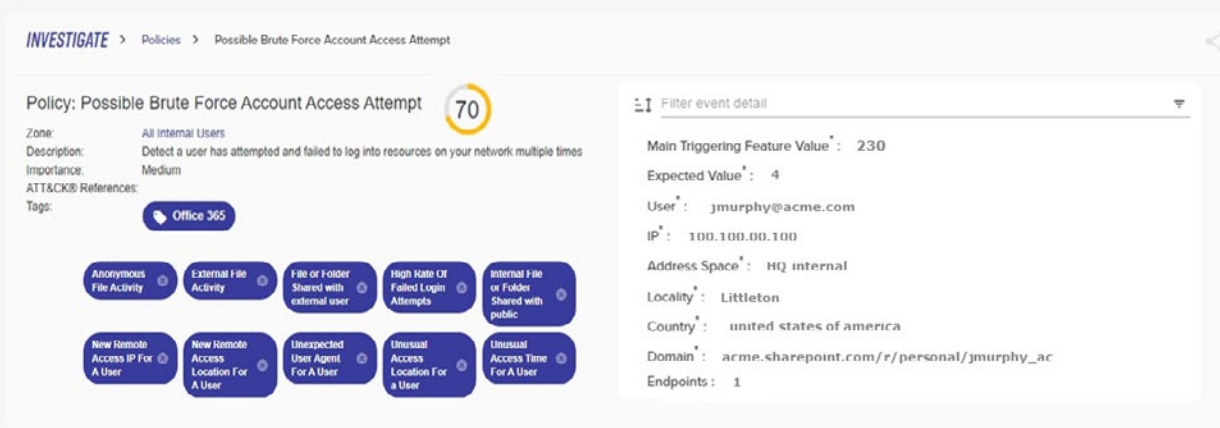 INVESTIGATE > Policies > Possible Brute Force Account Access Attempt
Policy: Possible Brute Force Account Access Attempt
70
Zone: All Internal Users
Description: Detect a user has attempted and failed to log into resources on your network multiple times
Importance: Medium
ATT&CK® References:
Tags:
Office 365
Anonymous
File Activity
External File
Activity
File or Folder
Shared with
external user
High Rate Of
Failed Login
Attempts
Internal File
or Folder
Shared with
public
New Remote
Access IP For
A User
New Remote
Access
Location For
A User
Unexpected
User Agent
For A User
Unusual
Access
Location For
a User
Unusual
Access Time
For A User
Filter event detail
Main Triggering Feature Value*: 230
Expected Value*: 4
User*: jmurphy@acme.com
IP*: 100.100.00.100
Address Space*: HQ internal
Locality*: Littleton
Country*: united states of america
Domain*: acme.sharepoint.com/r/personal/jmurphy_ac
Endpoints: 1